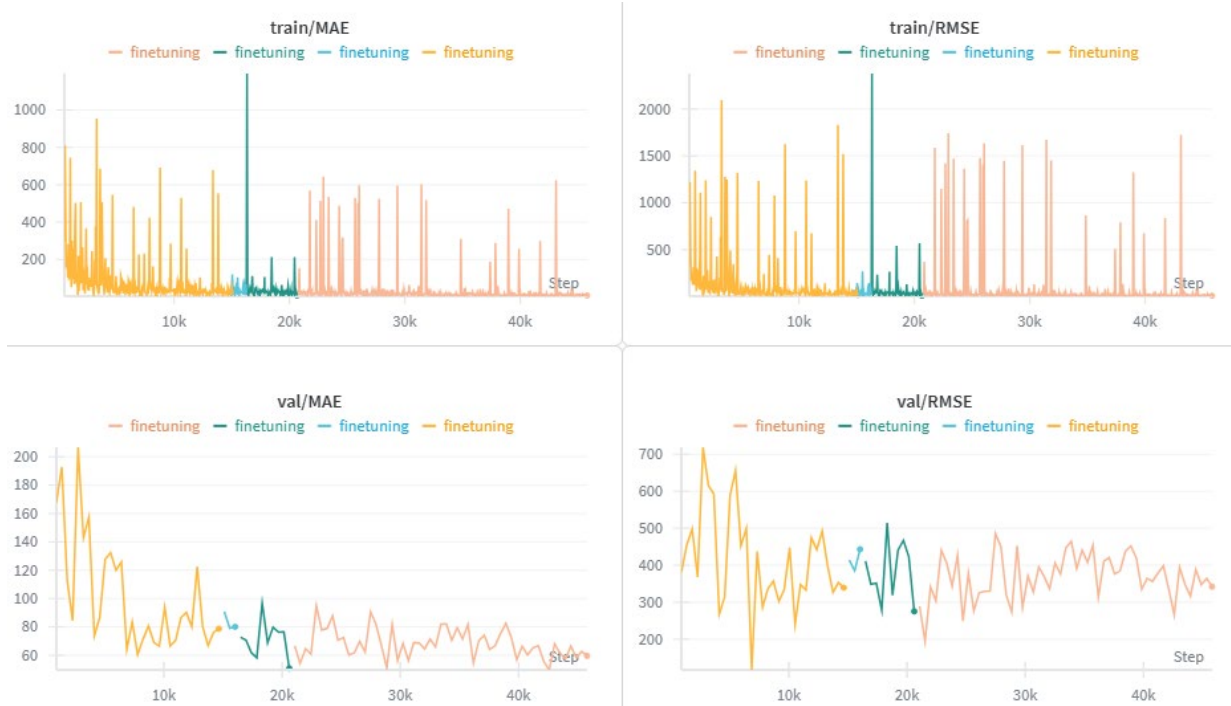 train/MAE
finetuning finetuning finetuning finetuning
1000
800
600
400
200
Step
10k 20k 30k 40k
train/RMSE
finetuning finetuning finetuning finetuning
2000
1500
1000
500
Step
10k 20k 30k 40k
val/MAE
finetuning finetuning finetuning finetuning
200
180
160
140
120
100
80
60
Step
10k 20k 30k 40k
val/RMSE
finetuning finetuning finetuning finetuning
700
600
500
400
300
200
Step
10k 20k 30k 40k